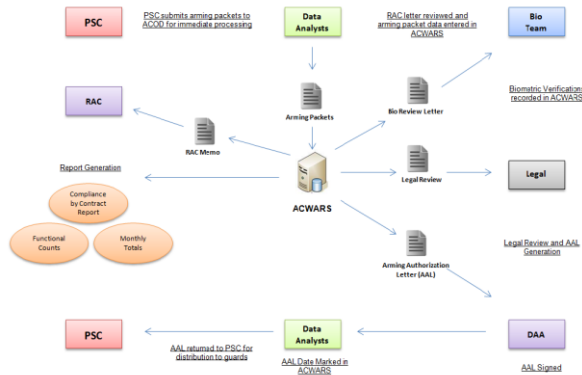 PSC
PSC submits arming packets to
ACOD for immediate processing
Data
Analysts
RAC letter reviewed and
arming packet data entered in
ACWARS
Bio
Team
RAC
Arming Packets
Bio Review Letter
Biometric Verifications
recorded in ACWARS
RAC Memo
Report Generation
Compliance
by Contract
Report
Functional
Counts
Monthly
Totals
ACWARS
Legal Review
Legal
Arming Authorization
Letter (AAL)
Legal Review and AAL
Generation
PSC
AAL returned to PSC for
distribution to guards
Data
Analysts
AAL Date Marked in
ACWARS
DAA
AAL Signed